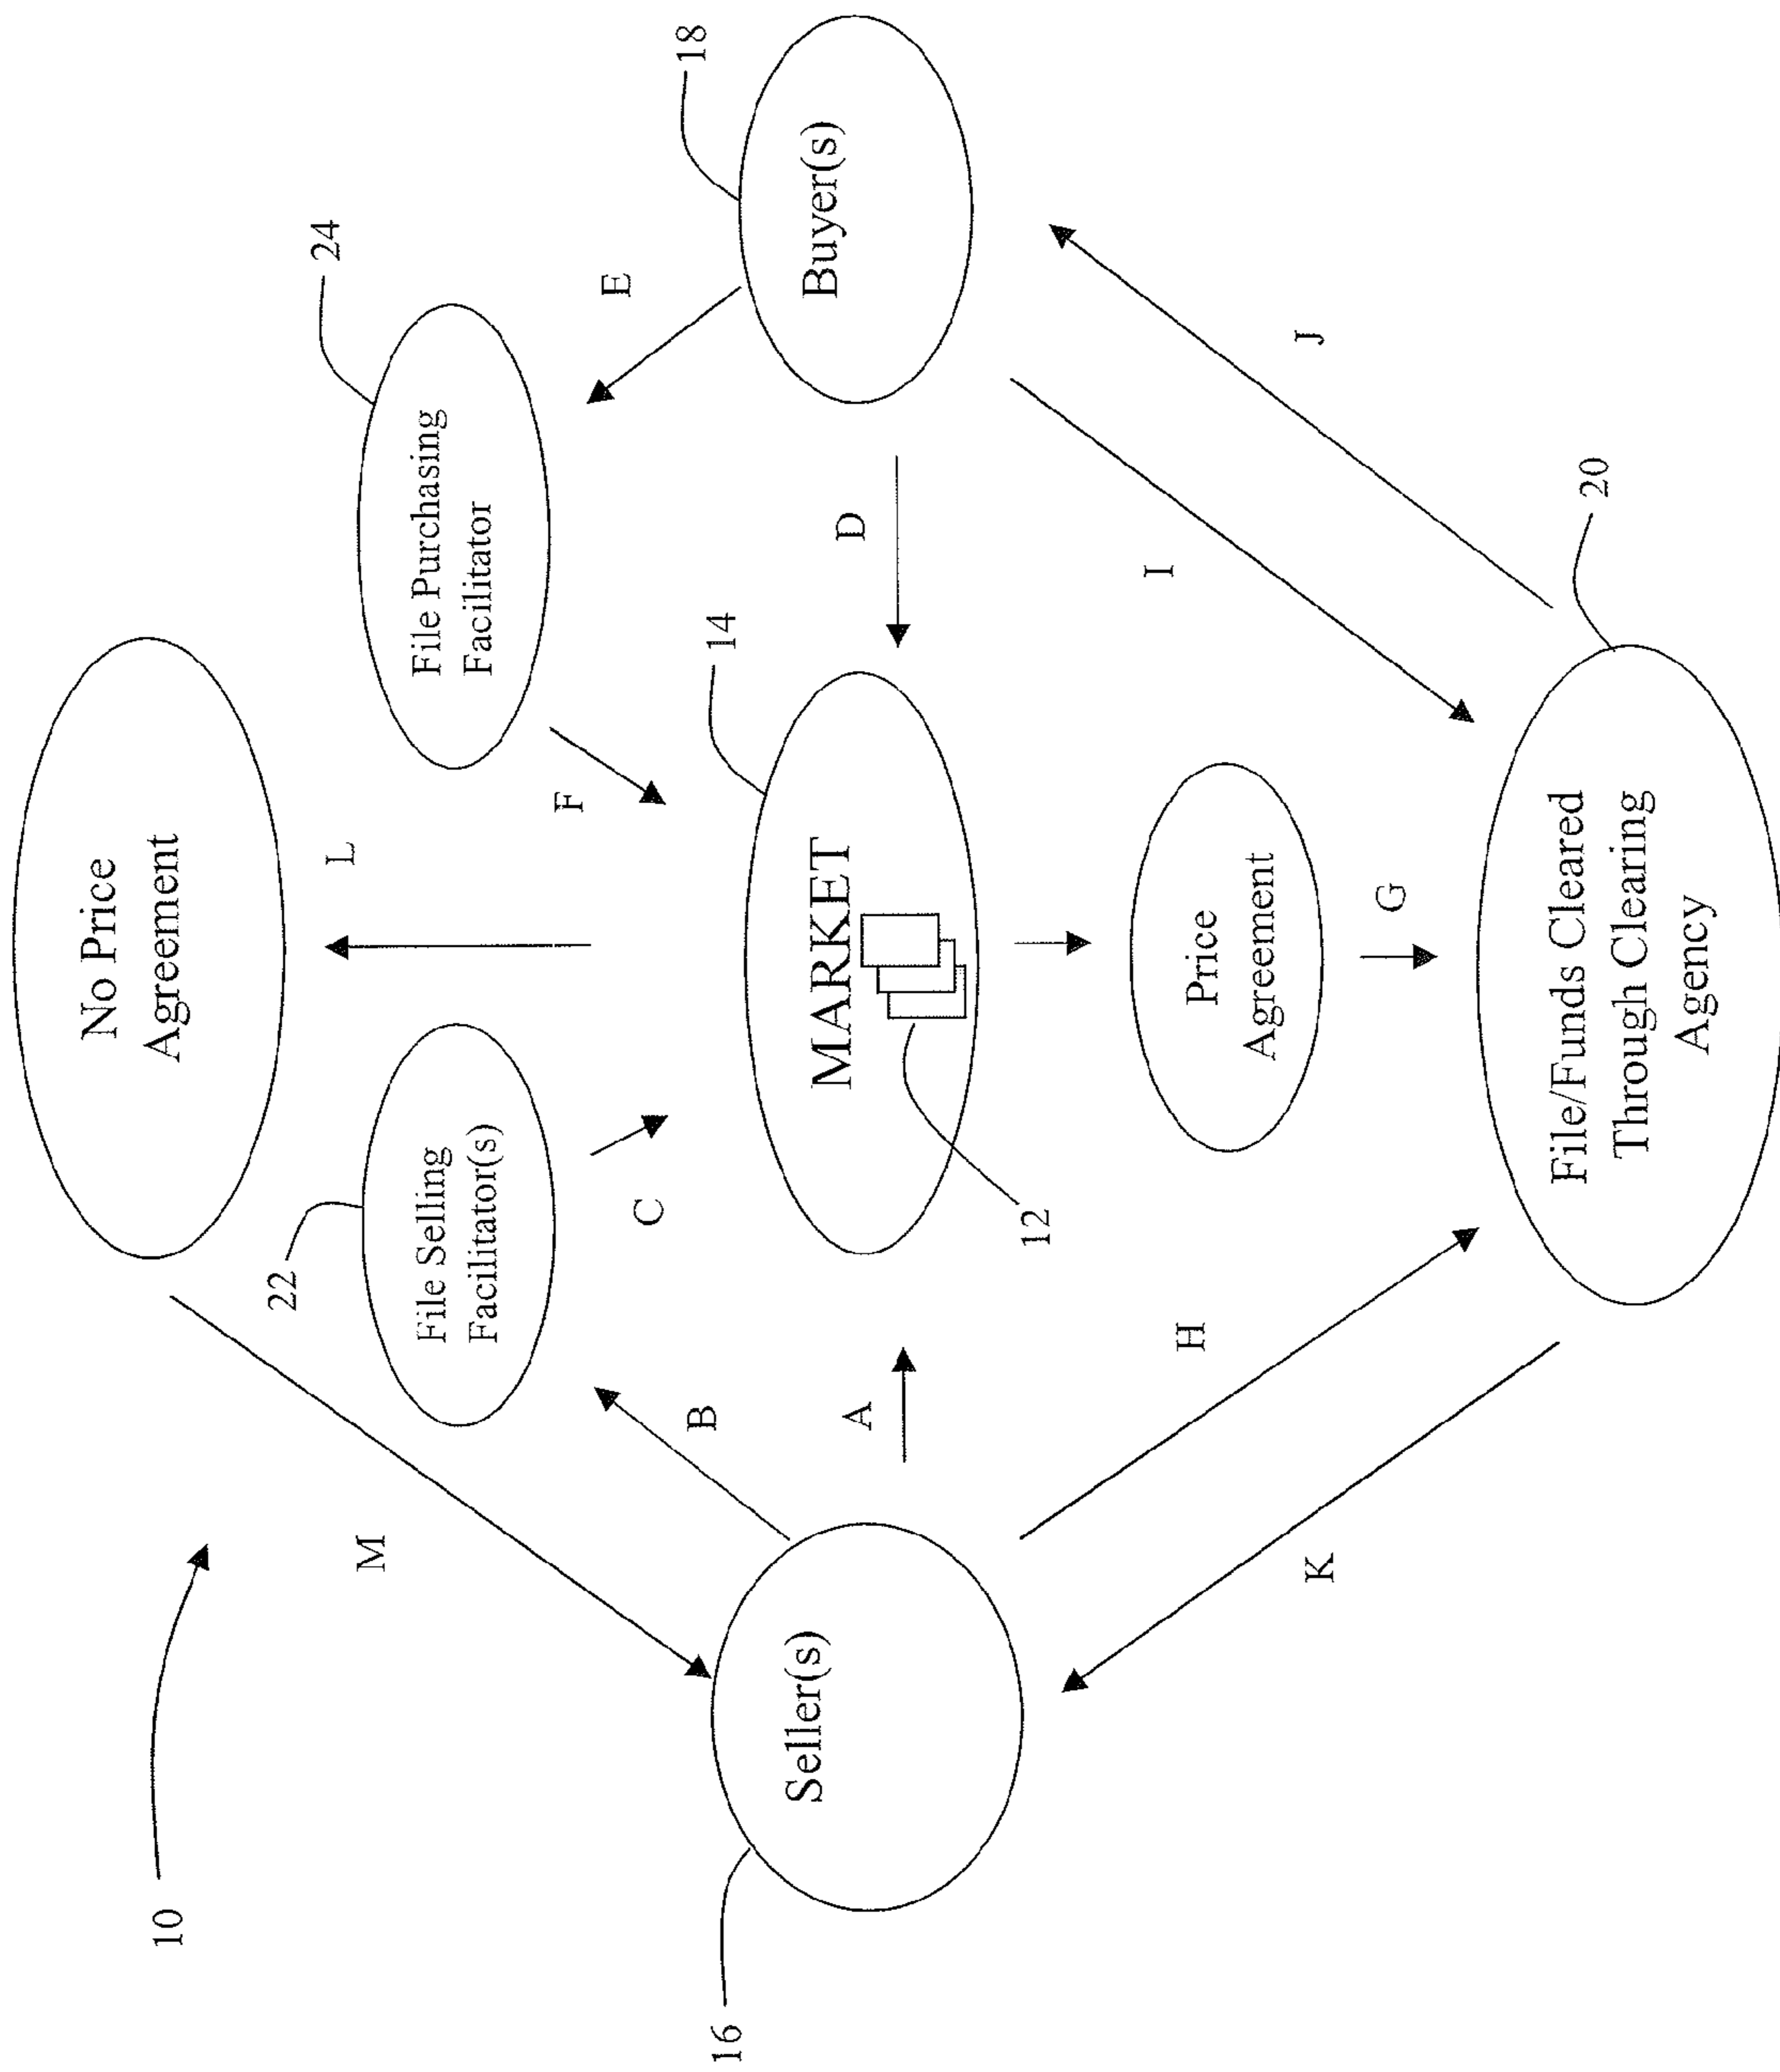 10
No Price
Agreement
L
M
22
24
File Selling
Facilitator(s)
File Purchasing
Facilitator
C
F
E
B
16
14
18
Seller(s)
A
MARKET
D
Buyer(s)
12
H
Price
Agreement
I
K
G
J
File/Funds Cleared
Through Clearing
Agency
20